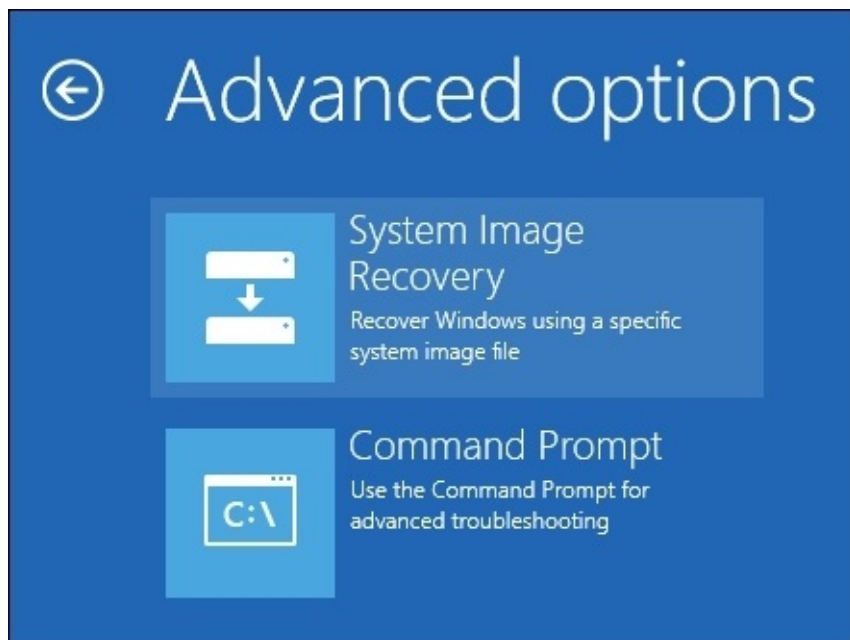 Advanced options
System Image
Recovery
Recover Windows using a specific
system image file
C:\
Command Prompt
Use the Command Prompt for
advanced troubleshooting